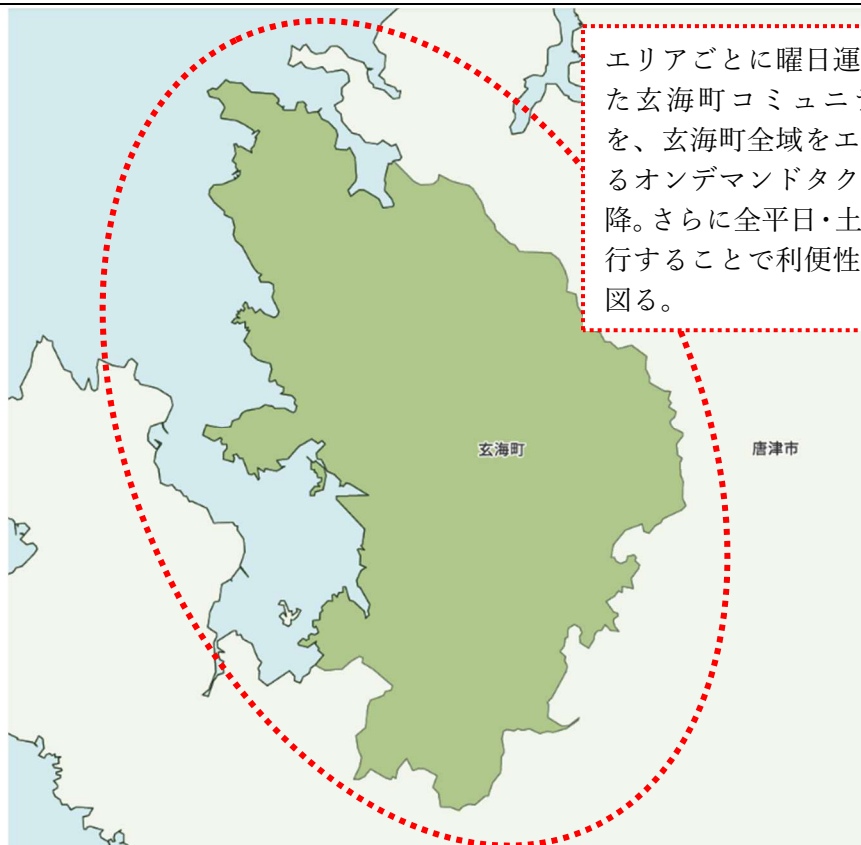 エリアごとに曜日運
た玄海町コミュニ
を、玄海町全域をエ
るオンデマンドタク
降。さらに全平日・土
行することで利便性
図る。
玄海町
唐津市